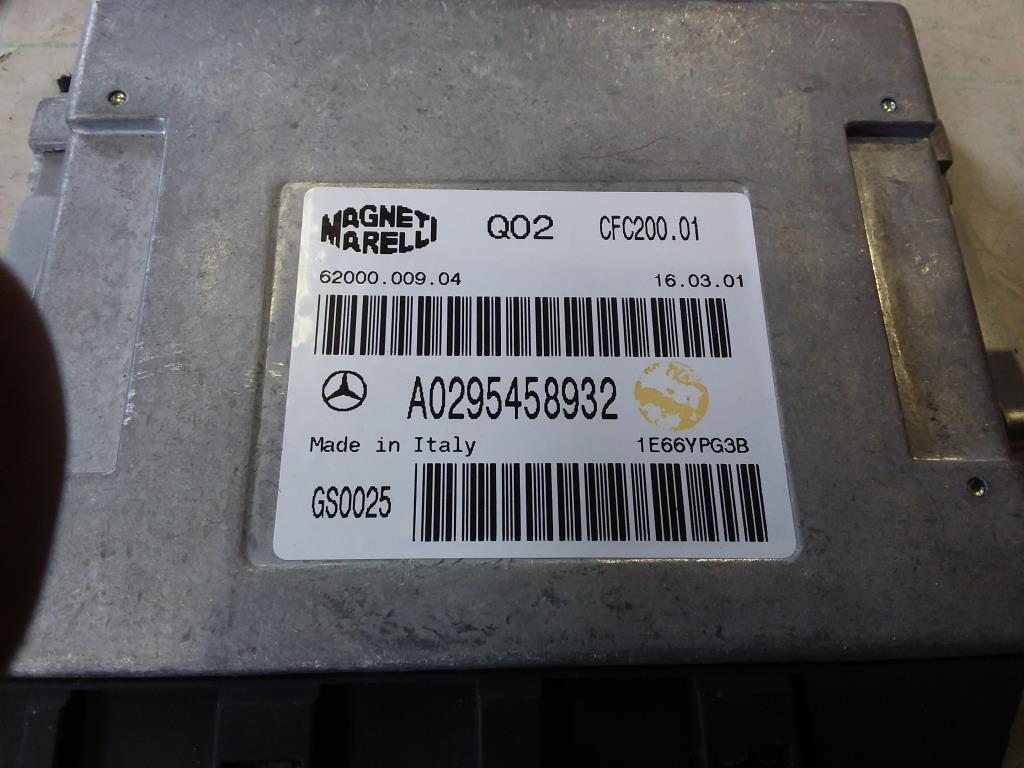 MAGNETI MARELLI Q02 CFC200.01
62000.009.04 16.03.01
A0295458932
Made in Italy 1E66YPG3B
GS0025